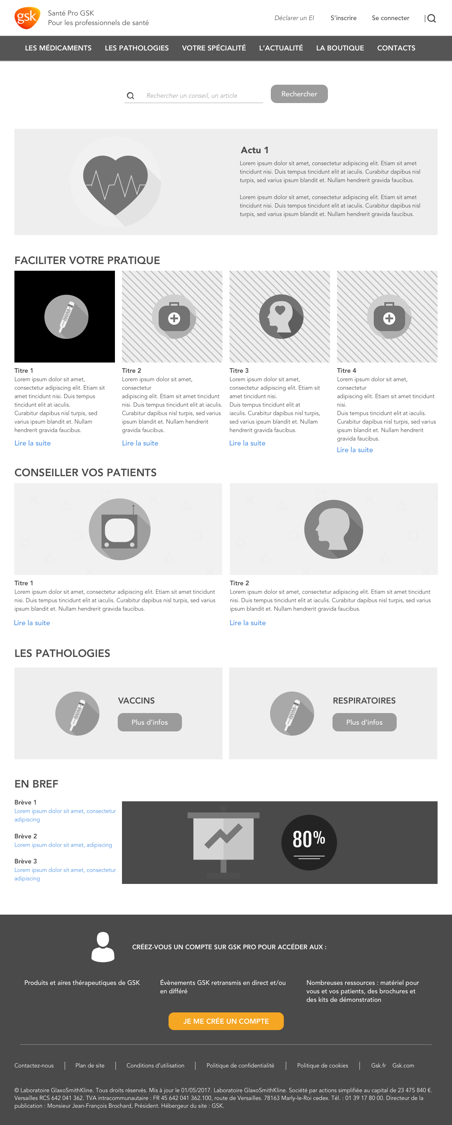 gsk
Santé Pro GSK
Pour les professionnels de santé
Déclarer un EI
S'inscrire
Se connecter
LES MÉDICAMENTS
LES PATHOLOGIES
VOTRE SPÉCIALITÉ
L'ACTUALITÉ
LA BOUTIQUE
CONTACTS
Rechercher un conseil, un article
Rechercher
Actu 1
Lorem ipsum dolor sit amet, consectetur adipiscing elit. Etiam sit amet
tincidunt nisi. Duis tempus tincidunt elit at iaculis. Curabitur dapibus nisl
turpis, sed varius ipsum blandit et. Nullam hendrerit gravida faucibus.
Lorem ipsum dolor sit amet, consectetur adipiscing elit. Etiam sit amet
tincidunt nisi. Duis tempus tincidunt elit at iaculis. Curabitur dapibus nisl
turpis, sed varius ipsum blandit et. Nullam hendrerit gravida faucibus.
FACILITER VOTRE PRATIQUE
Titre 1
Lorem ipsum dolor sit amet,
consectetur adipiscing elit. Etiam sit
amet tincidunt nisi. Duis tempus
tincidunt elit at iaculis.
Curabitur dapibus nisl turpis, sed
varius ipsum blandit et. Nullam
hendrerit gravida faucibus.
Lire la suite
Titre 2
Lorem ipsum dolor sit amet,
consectetur
adipiscing elit. Etiam sit amet tincidunt
nisi. Duis tempus tincidunt elit at iaculis.
Curabitur dapibus nisl turpis, sed varius
ipsum blandit et. Nullam hendrerit
gravida faucibus.
Lire la suite
Titre 3
Lorem ipsum dolor sit amet, consectetur
adipiscing elit. Etiam sit amet tincidunt
nisi.
Duis tempus tincidunt elit at iaculis.
Curabitur dapibus nisl turpis, sed varius
ipsum blandit et. Nullam hendrerit
gravida faucibus.
Lire la suite
Titre 4
Lorem ipsum dolor sit amet,
consectetur
adipiscing elit. Etiam sit amet tincidunt
nisi.
Duis tempus tincidunt elit at iaculis.
Curabitur dapibus nisl turpis, sed varius
ipsum blandit et. Nullam hendrerit
gravida faucibus.
Lire la suite
CONSEILLER VOS PATIENTS
Titre 1
Lorem ipsum dolor sit amet, consectetur adipiscing elit. Etiam sit amet tincidunt
nisi. Duis tempus tincidunt elit at iaculis. Curabitur dapibus nisl turpis, sed varius
ipsum blandit et. Nullam hendrerit gravida faucibus.
Lire la suite
Titre 2
Lorem ipsum dolor sit amet, consectetur adipiscing elit. Etiam sit amet tincidunt
nisi. Duis tempus tincidunt elit at iaculis. Curabitur dapibus nisl turpis, sed varius
ipsum blandit et. Nullam hendrerit gravida faucibus.
Lire la suite
LES PATHOLOGIES
VACCINS
Plus d'infos
RESPIRATOIRES
Plus d'infos
EN BREF
Brève 1
Lorem ipsum dolor sit amet, consectetur
adipiscing
Brève 2
Lorem ipsum dolor sit amet, adipiscing
Brève 3
Lorem ipsum dolor sit amet, consectetur
adipiscing
80%
CRÉEZ-VOUS UN COMPTE SUR GSK PRO POUR ACCÉDER AUX :
Produits et aires thérapeutiques de GSK
Évènements GSK retransmis en direct et/ou
en différé
Nombreuses ressources : matériel pour
vous et vos patients, des brochures et
des kits de démonstration
JE ME CRÉE UN COMPTE
Contactez-nous
Plan de site
Conditions d'utilisation
Politique de confidentialité
Politique de cookies
Gsk.fr
Gsk.com
© Laboratoire GlaxoSmithKline. Tous droits réservés. Mis à jour le 01/05/2017. Laboratoire GlaxoSmithKline. Société par actions simplifiée au capital de 23 475 840 €.
Versailles RCS 642 041 362. TVA intracommunautaire : FR 45 642 041 362.100, route de Versailles. 78163 Marly-le-Roi cedex. Tél. : 01 39 17 80 00. Directeur de la
publication : Monsieur Jean-François Brochard, Président. Hébergeur du site : GSK.